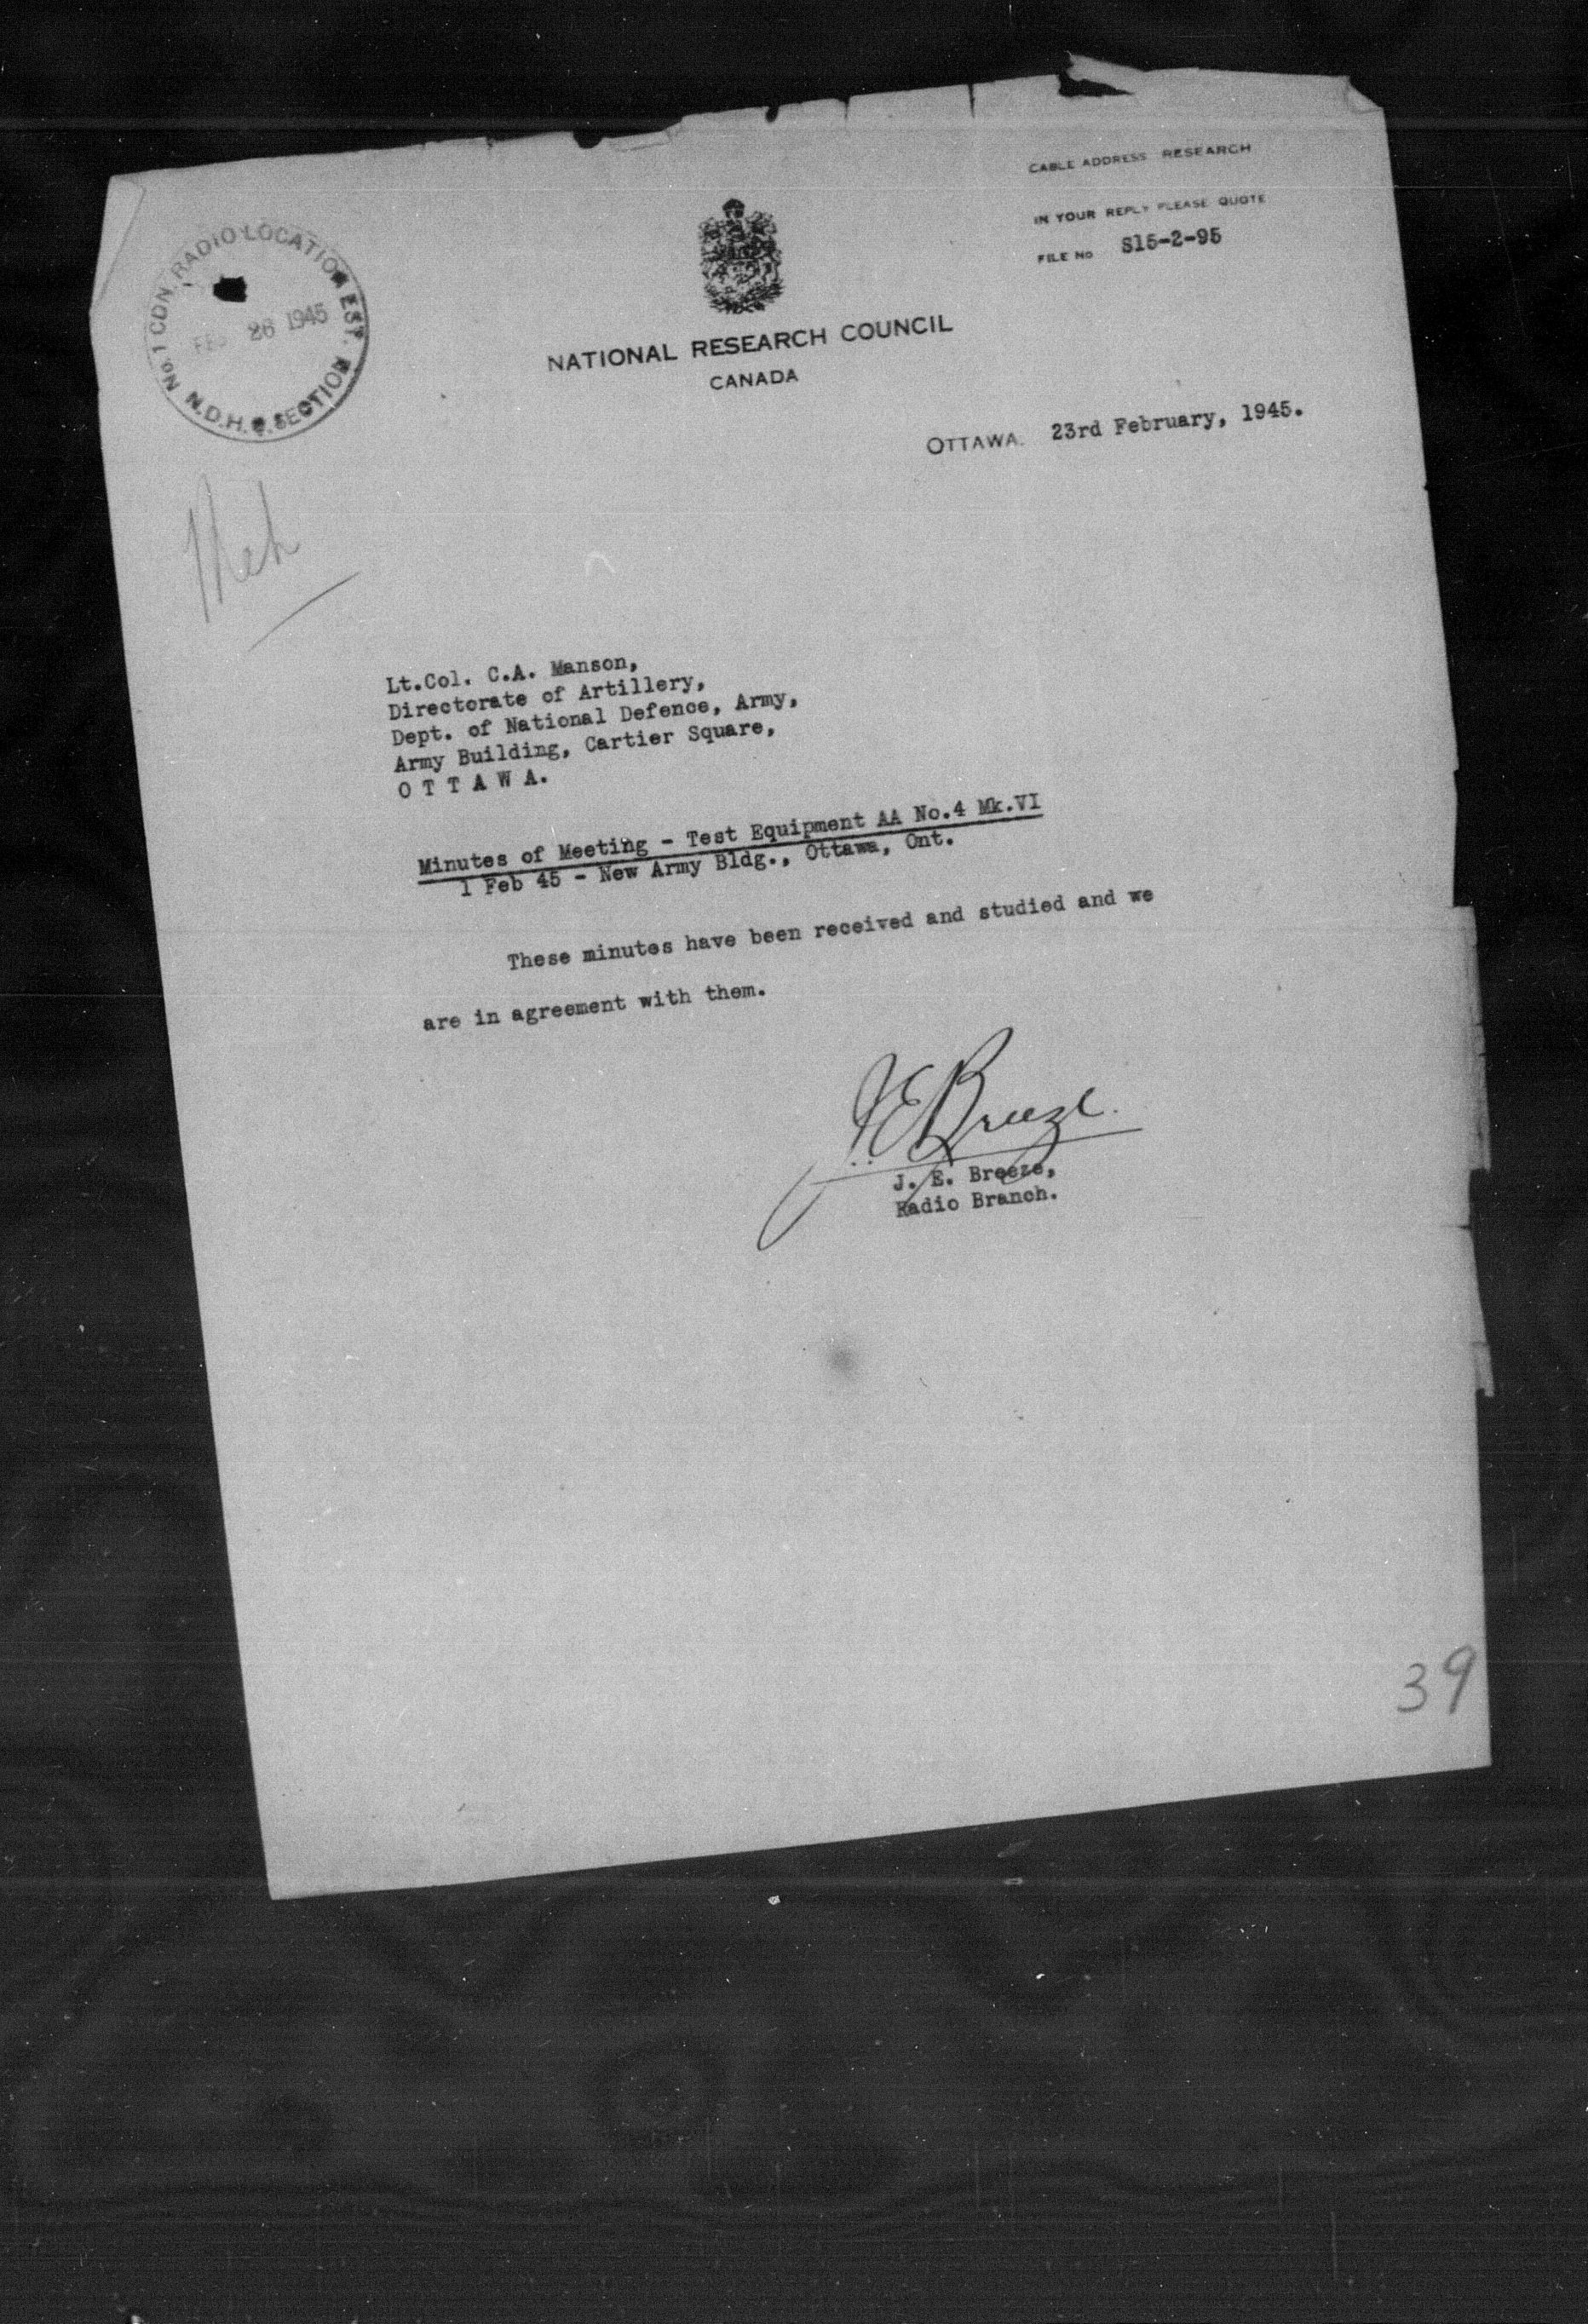 CABLE ADDRESS RESEARCH
IN YOUR REPLY PLEASE QUOTE
FILE No S15-2-95
No. 1 CDN. RADIO LOCATION EST.
FEB 26 1945
N.D.H.Q. SECTION
NATIONAL RESEARCH COUNCIL
CANADA
OTTAWA. 23rd February, 1945.
Lt.Col. C.A. Manson,
Directorate of Artillery,
Dept. of National Defence, Army,
Army Building, Cartier Square,
O T T A W A.
Minutes of Meeting - Test Equipment AA No.4 Mk.VI
1 Feb 45 - New Army Bldg., Ottawa, Ont.
These minutes have been received and studied and we
are in agreement with them.
J E Breeze.
J. E. Breeze,
Radio Branch.
39